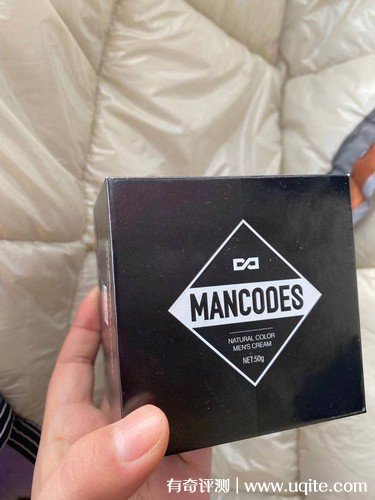 MANCODES
NATURAL COLOR
MEN'S CREAM
NET:50g
有奇评测 | www.uqite.com